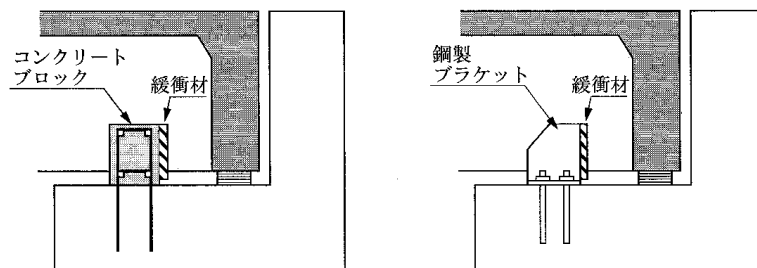 コンクリート
ブロック
緩衝材
鋼製
ブラケット
緩衝材